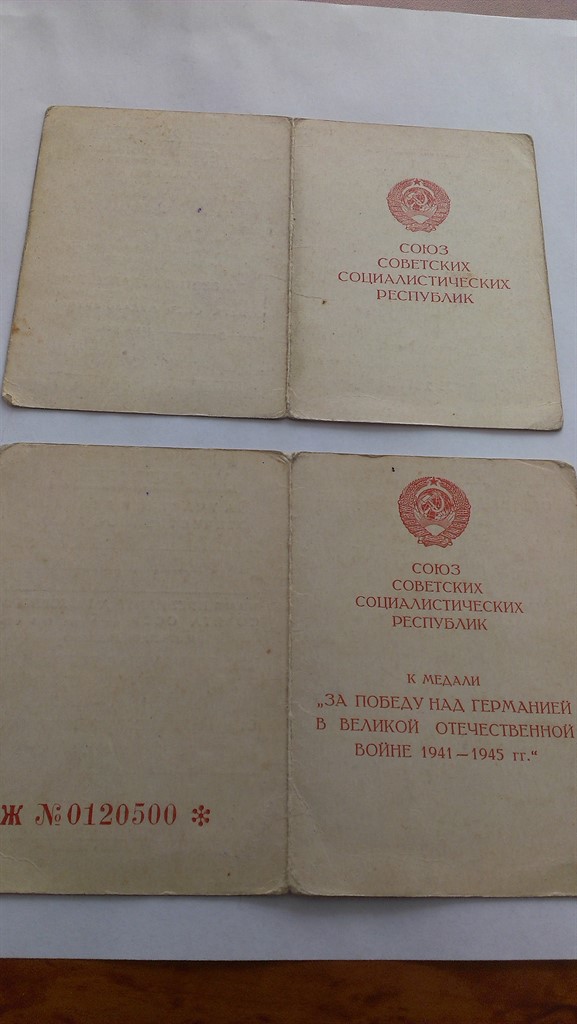 СОЮЗ
СОВЕТСКИХ
СОЦИАЛИСТИЧЕСКИХ
РЕСПУБЛИК
СОЮЗ
СОВЕТСКИХ
СОЦИАЛИСТИЧЕСКИХ
РЕСПУБЛИК
К МЕДАЛИ
„ЗА ПОБЕДУ НАД ГЕРМАНИЕЙ
В ВЕЛИКОЙ ОТЕЧЕСТВЕННОЙ
ВОЙНЕ 1941—1945 гг.“
Ж №0120500 *